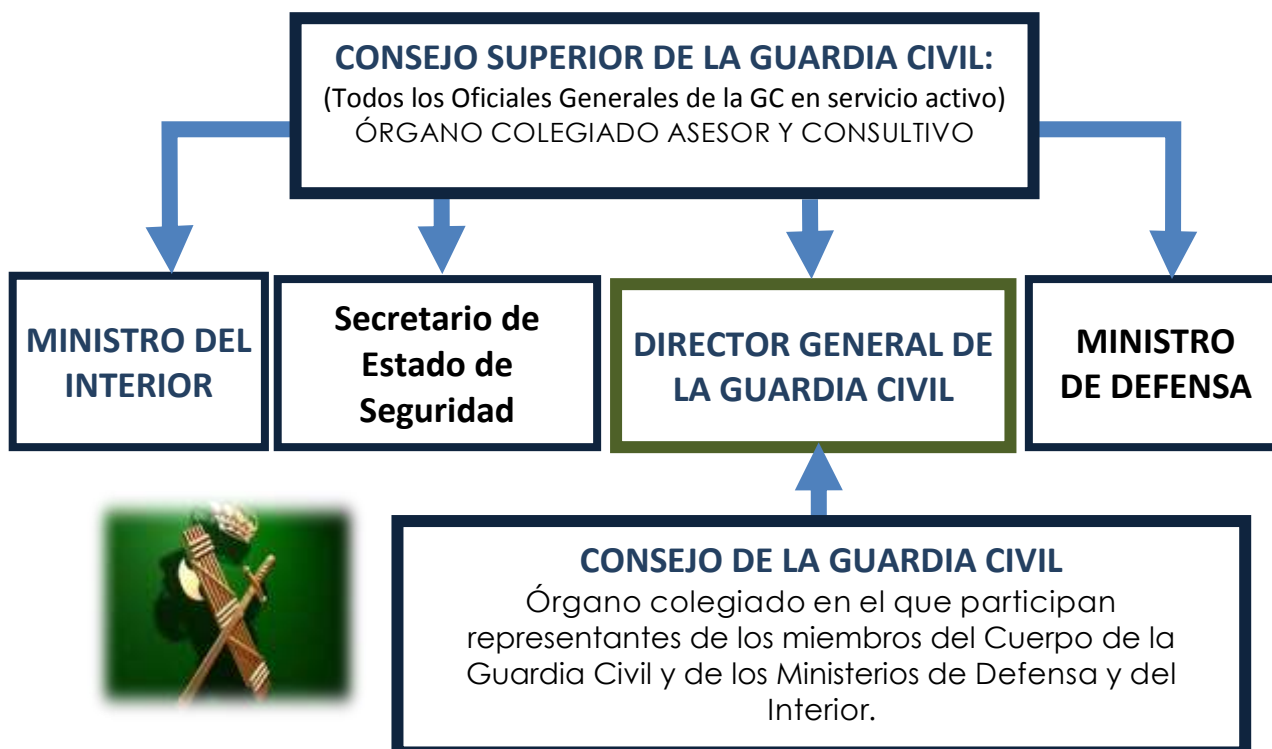 CONSEJO SUPERIOR DE LA GUARDIA CIVIL:
(Todos los Oficiales Generales de la GC en servicio activo)
ÓRGANO COLEGIADO ASESOR Y CONSULTIVO
MINISTRO DEL
INTERIOR
Secretario de
Estado de
Seguridad
DIRECTOR GENERAL DE
LA GUARDIA CIVIL
MINISTRO
DE DEFENSA
CONSEJO DE LA GUARDIA CIVIL
Órgano colegiado en el que participan
representantes de los miembros del Cuerpo de la
Guardia Civil y de los Ministerios de Defensa y del
Interior.